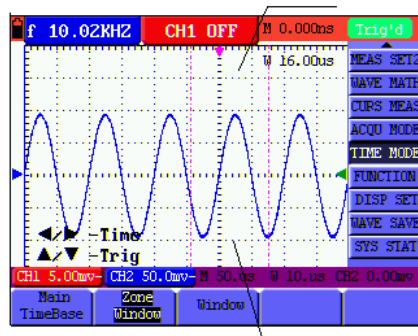 f 10.02KHZ CH1 OFF M 0.000ns Trig'd
W 16.00us
MEAS SET
WAVE MATH
CURS MEAS
ACQU MODE
TIME MODE
FUNCTION
DISP SET
WAVE SAVE
SYS STAT
◀/▶ -Time
▲/▼ -Trig
CH1 5.00mv~ CH2 50.0mv~ M 50.us W 10.us CH2 0.00mv
Main TimeBase
Zone Window
Window